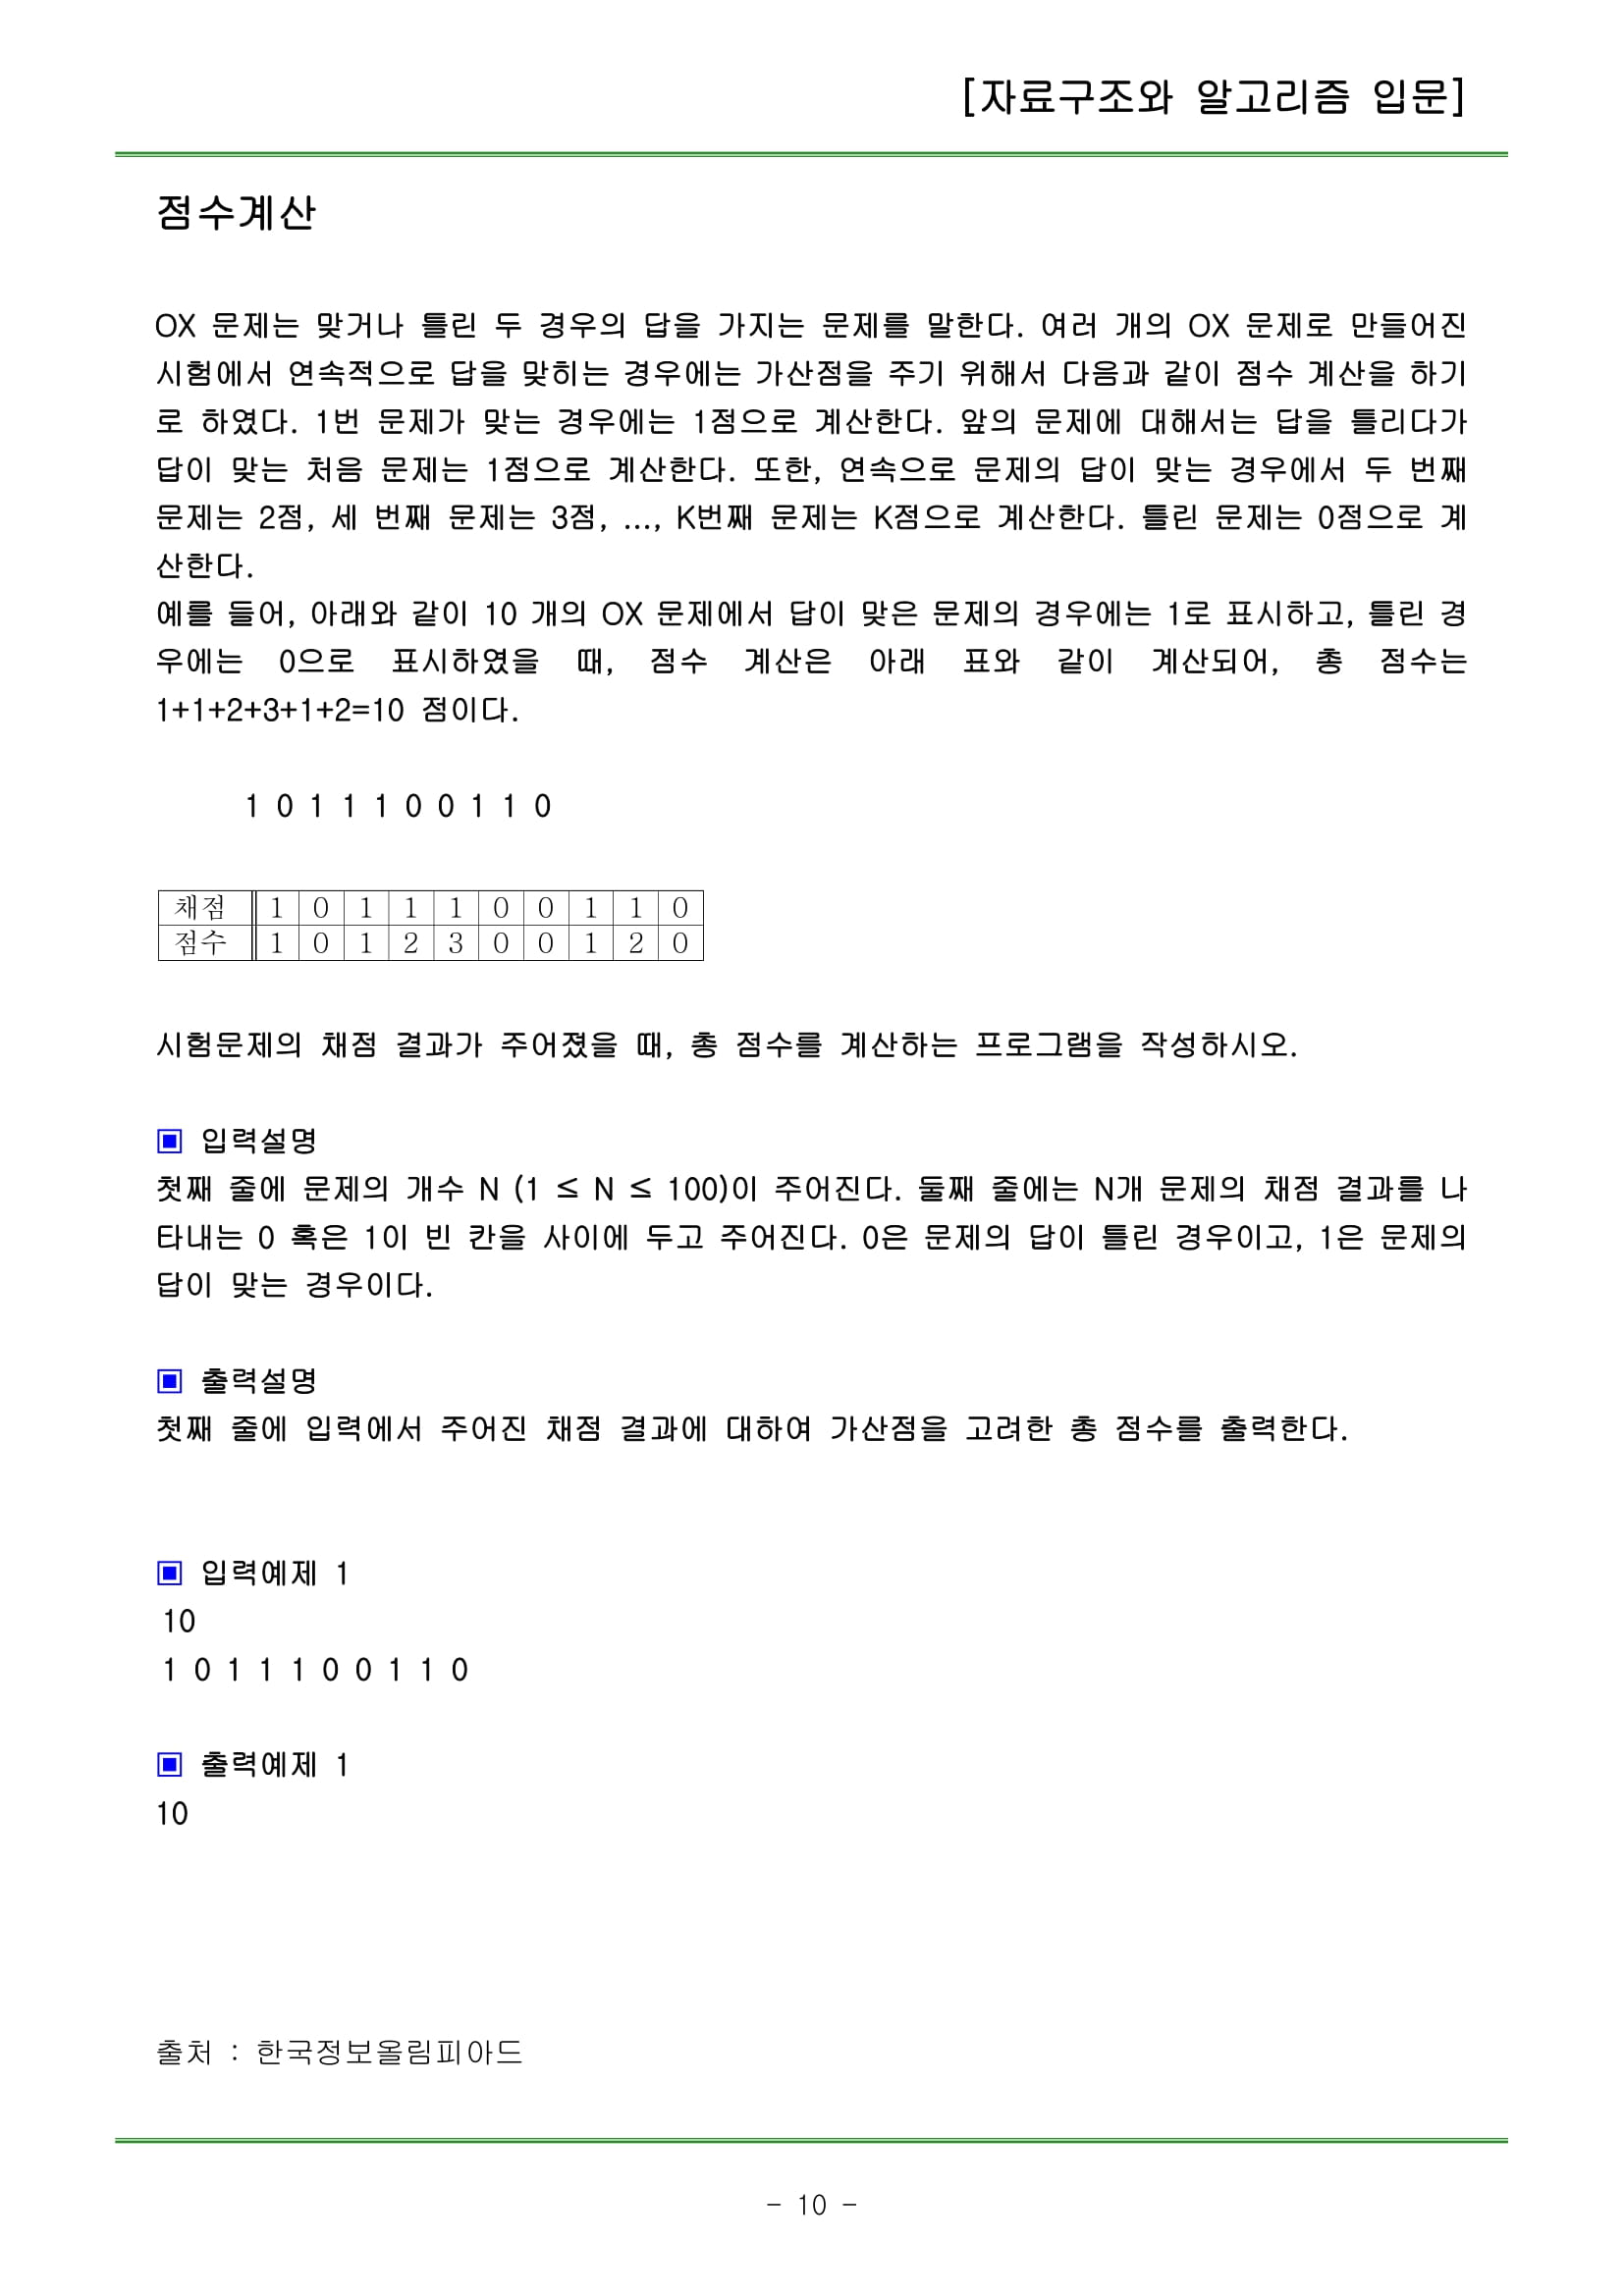 [자료구조와 알고리즘 입문]
점수계산
OX 문제는 맞거나 틀린 두 경우의 답을 가지는 문제를 말한다. 여러 개의 OX 문제로 만들어진
시험에서 연속적으로 답을 맞히는 경우에는 가산점을 주기 위해서 다음과 같이 점수 계산을 하기
로 하였다. 1번 문제가 맞는 경우에는 1점으로 계산한다. 앞의 문제에 대해서는 답을 틀리다가
답이 맞는 처음 문제는 1점으로 계산한다. 또한, 연속으로 문제의 답이 맞는 경우에서 두 번째
문제는 2점, 세 번째 문제는 3점, ..., K번째 문제는 K점으로 계산한다. 틀린 문제는 0점으로 계
산한다.
예를 들어, 아래와 같이 10 개의 OX 문제에서 답이 맞은 문제의 경우에는 1로 표시하고, 틀린 경
우에는 0으로 표시하였을 때, 점수 계산은 아래 표와 같이 계산되어, 총 점수는
1+1+2+3+1+2=10 점이다.
1 0 1 1 1 0 0 1 1 0
채점 1 0 1 1 1 0 0 1 1 0
점수 1 0 1 2 3 0 0 1 2 0
시험문제의 채점 결과가 주어졌을 때, 총 점수를 계산하는 프로그램을 작성하시오.
▣ 입력설명
첫째 줄에 문제의 개수 N (1 ≤ N ≤ 100)이 주어진다. 둘째 줄에는 N개 문제의 채점 결과를 나
타내는 0 혹은 1이 빈 칸을 사이에 두고 주어진다. 0은 문제의 답이 틀린 경우이고, 1은 문제의
답이 맞는 경우이다.
▣ 출력설명
첫째 줄에 입력에서 주어진 채점 결과에 대하여 가산점을 고려한 총 점수를 출력한다.
▣ 입력예제 1
10
1 0 1 1 1 0 0 1 1 0
▣ 출력예제 1
10
출처 : 한국정보올림피아드
- 10 -